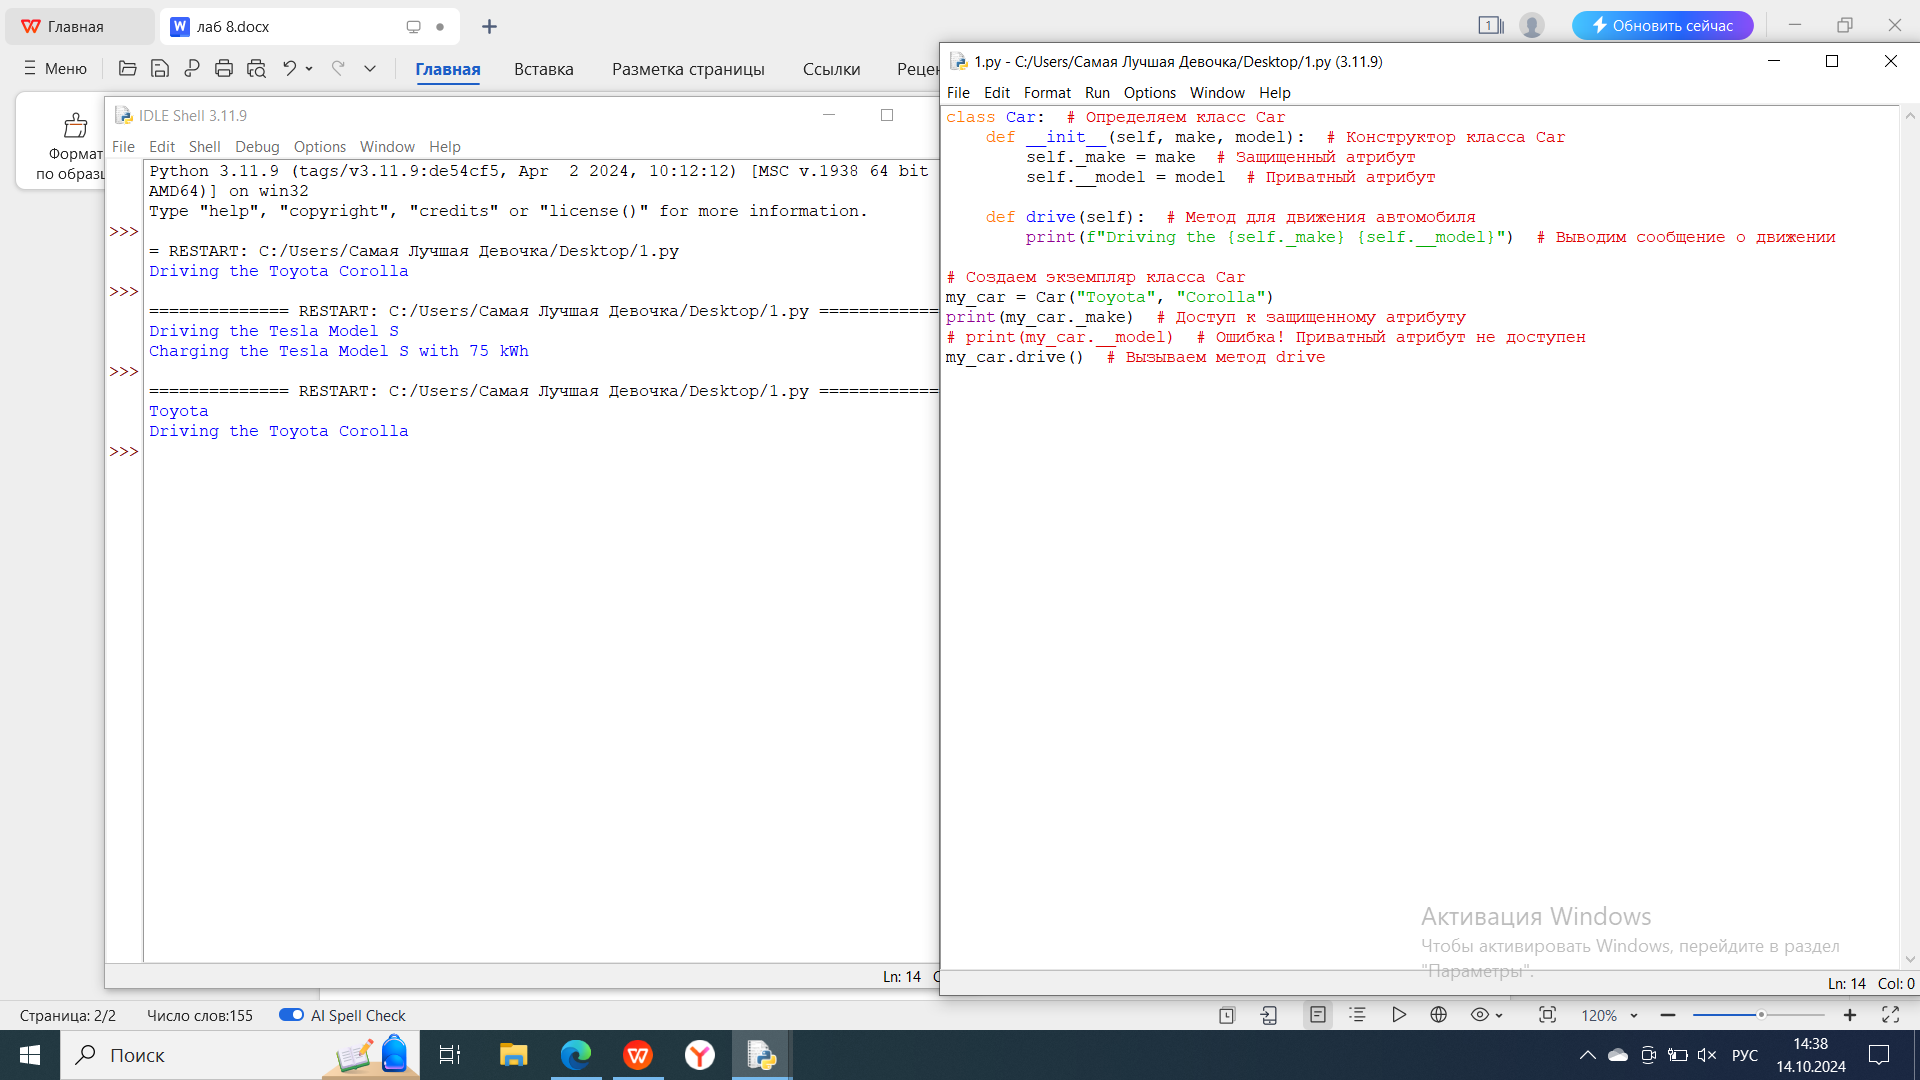 Главная
лаб 8.docx
1
Обновить сейчас
Меню
Главная
Вставка
Разметка страницы
Ссылки
Рецен
Формат
по образц
IDLE Shell 3.11.9
File Edit Shell Debug Options Window Help
Python 3.11.9 (tags/v3.11.9:de54cf5, Apr  2 2024, 10:12:12) [MSC v.1938 64 bit
AMD64)] on win32
Type "help", "copyright", "credits" or "license()" for more information.
>>>
= RESTART: C:/Users/Самая Лучшая Девочка/Desktop/1.py
Driving the Toyota Corolla
>>>
============== RESTART: C:/Users/Самая Лучшая Девочка/Desktop/1.py ============
Driving the Tesla Model S
Charging the Tesla Model S with 75 kWh
>>>
============== RESTART: C:/Users/Самая Лучшая Девочка/Desktop/1.py ============
Toyota
Driving the Toyota Corolla
>>>
Ln: 14
1.py - C:/Users/Самая Лучшая Девочка/Desktop/1.py (3.11.9)
File Edit Format Run Options Window Help
class Car:  # Определяем класс Car
    def __init__(self, make, model):  # Конструктор класса Car
        self._make = make  # Защищенный атрибут
        self.__model = model  # Приватный атрибут
    def drive(self):  # Метод для движения автомобиля
        print(f"Driving the {self._make} {self.__model}")  # Выводим сообщение о движении
# Создаем экземпляр класса Car
my_car = Car("Toyota", "Corolla")
print(my_car._make)  # Доступ к защищенному атрибуту
# print(my_car.__model)  # Ошибка! Приватный атрибут не доступен
my_car.drive()  # Вызываем метод drive
Активация Windows
Чтобы активировать Windows, перейдите в раздел
"Параметры".
Ln: 14 Col: 0
Страница: 2/2
Число слов:155
AI Spell Check
120%
Поиск
РУС
14:38
14.10.2024